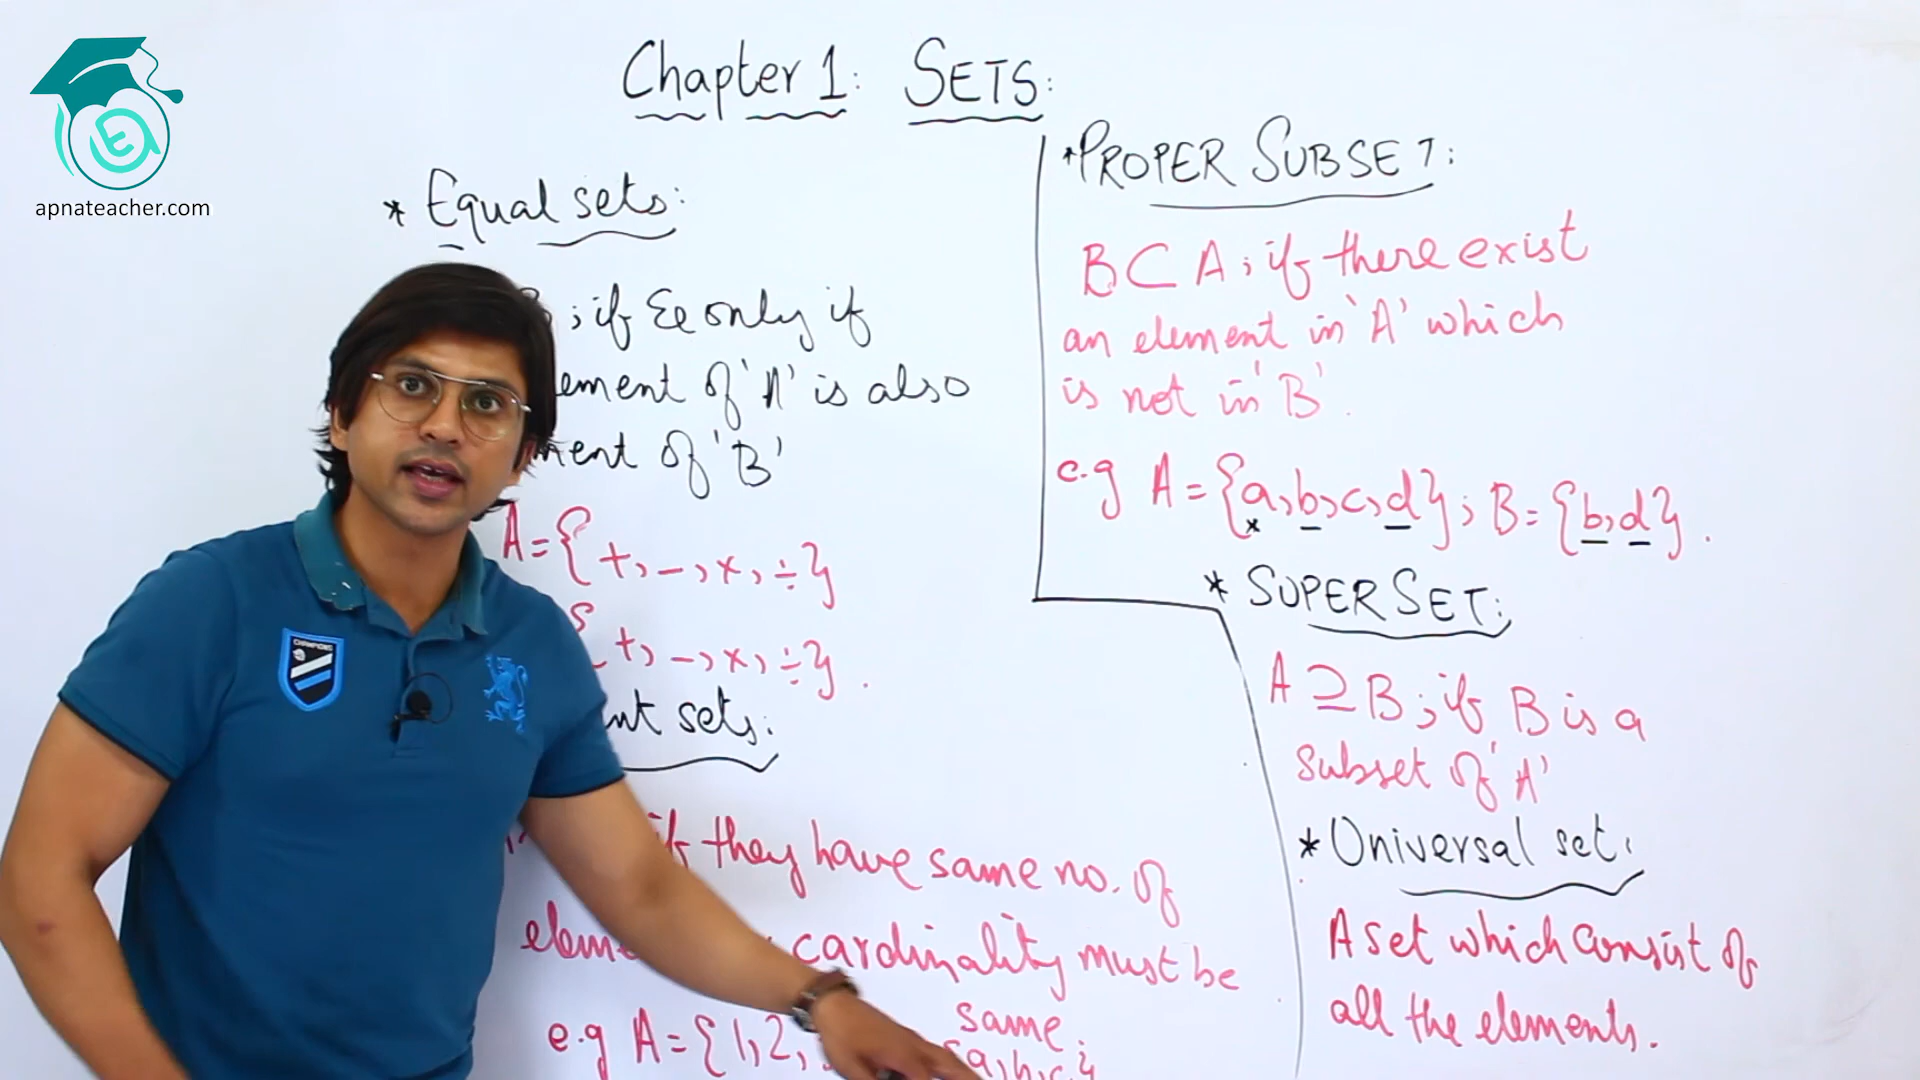 apnateacher.com
Chapter 1: SETS:
* Equal sets:
; if & only if
ement of 'A' is also
ment of 'B'
A = { +, -, x, ÷ }
+, -, x, ÷ } .
nt sets:
if they have same no. of
elem cardinality must be
same.
e.g A = { 1, 2,
a, b, c }
* PROPER SUBSET:
B ⊂ A ; if there exist
an element in 'A' which
is not in 'B' .
e.g A = {a, b, c, d} ; B = {b, d} .
* SUPER SET:
A ⊇ B ; if B is a
subset of 'A'
* Universal set:
A set which consist of
all the elements.